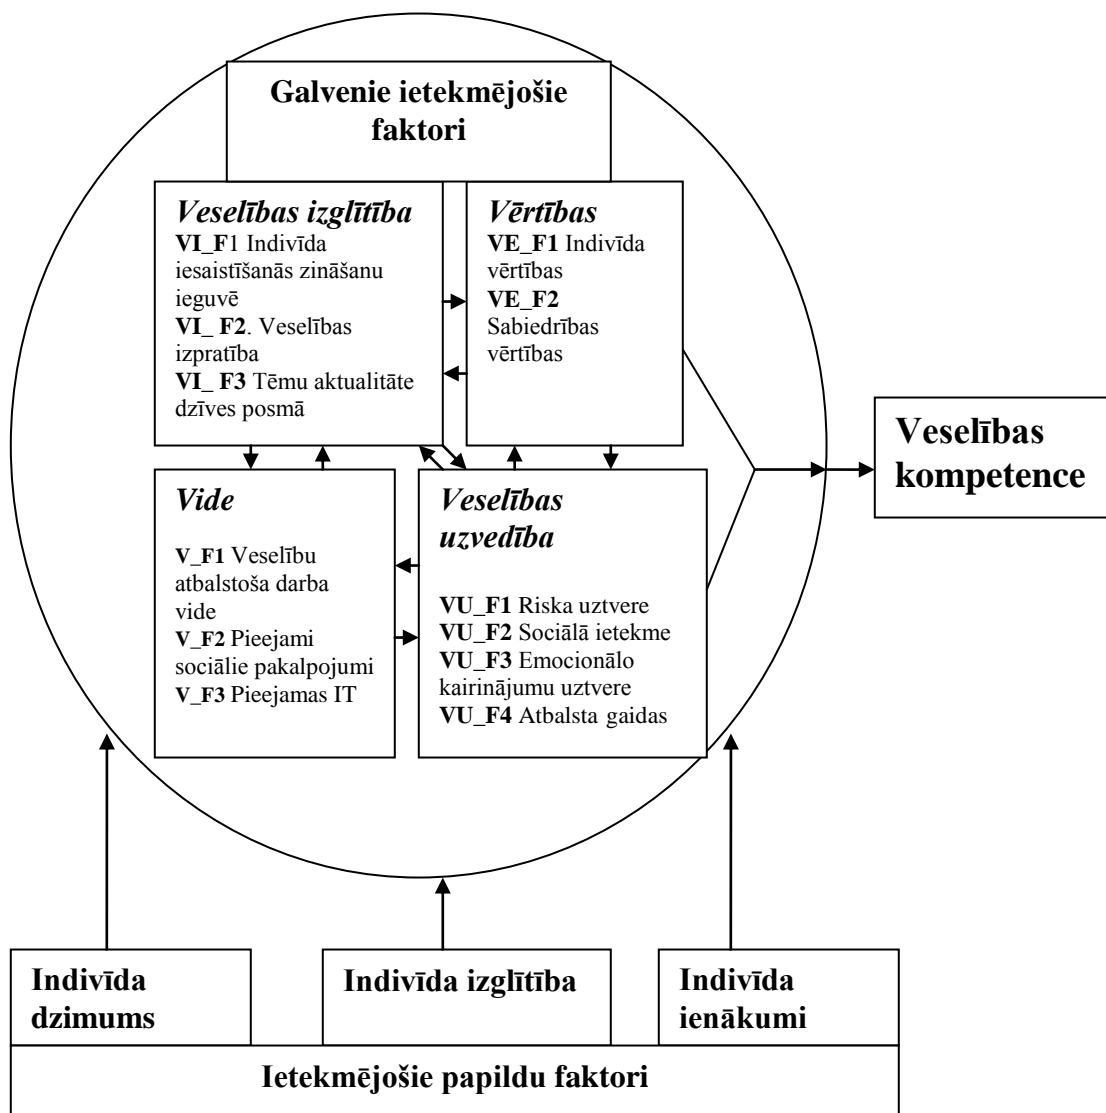 Galvenie ietekmējošie
faktori
Veselības izglītība
VI_F1 Indivīda
iesaistīšanās zināšanu
ieguvē
VI_ F2. Veselības
izpratība
VI_ F3 Tēmu aktualitāte
dzīves posmā
Vērtības
VE_F1 Indivīda
vērtības
VE_F2
Sabiedrības
vērtības
Veselības
kompetence
Vide
V_F1 Veselību
atbalstoša darba
vide
V_F2 Pieejami
sociālie pakalpojumi
V_F3 Pieejamas IT
Veselības
uzvedība
VU_F1 Riska uztvere
VU_F2 Sociālā ietekme
VU_F3 Emocionālo
kairinājumu uztvere
VU_F4 Atbalsta gaidas
Indivīda
dzimums
Indivīda izglītība
Indivīda
ienākumi
Ietekmējošie papildu faktori